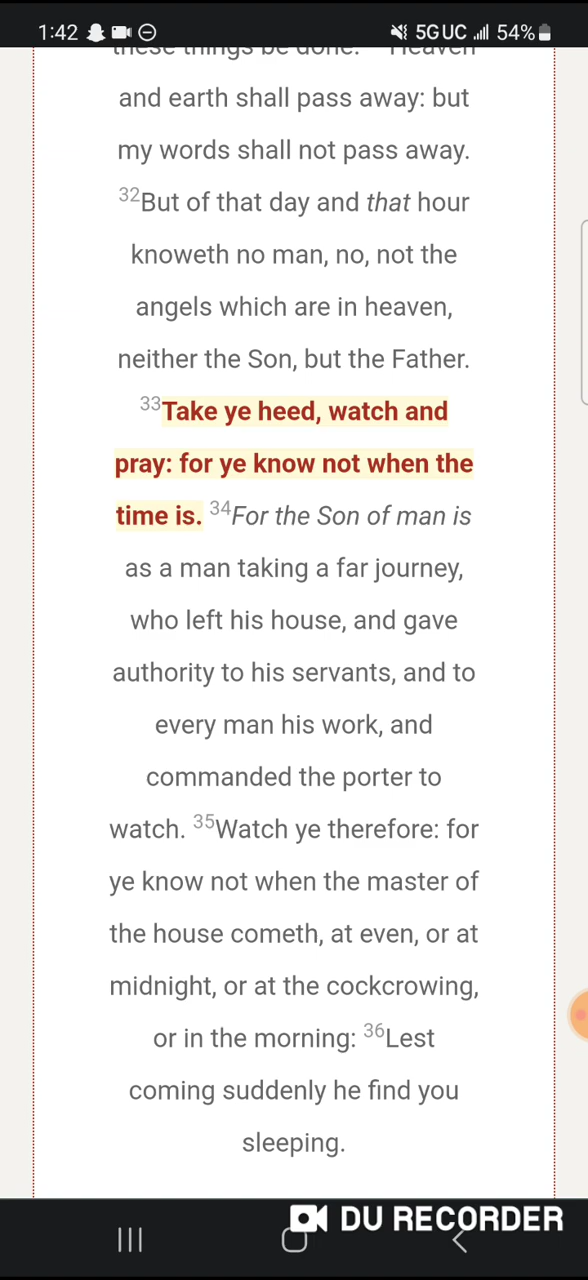 1:42 5GUC 54%
these things be done. Heaven
and earth shall pass away: but
my words shall not pass away.
32But of that day and that hour
knoweth no man, no, not the
angels which are in heaven,
neither the Son, but the Father.
33Take ye heed, watch and
pray: for ye know not when the
time is. 34For the Son of man is
as a man taking a far journey,
who left his house, and gave
authority to his servants, and to
every man his work, and
commanded the porter to
watch. 35Watch ye therefore: for
ye know not when the master of
the house cometh, at even, or at
midnight, or at the cockcrowing,
or in the morning: 36Lest
coming suddenly he find you
sleeping.
DU RECORDER